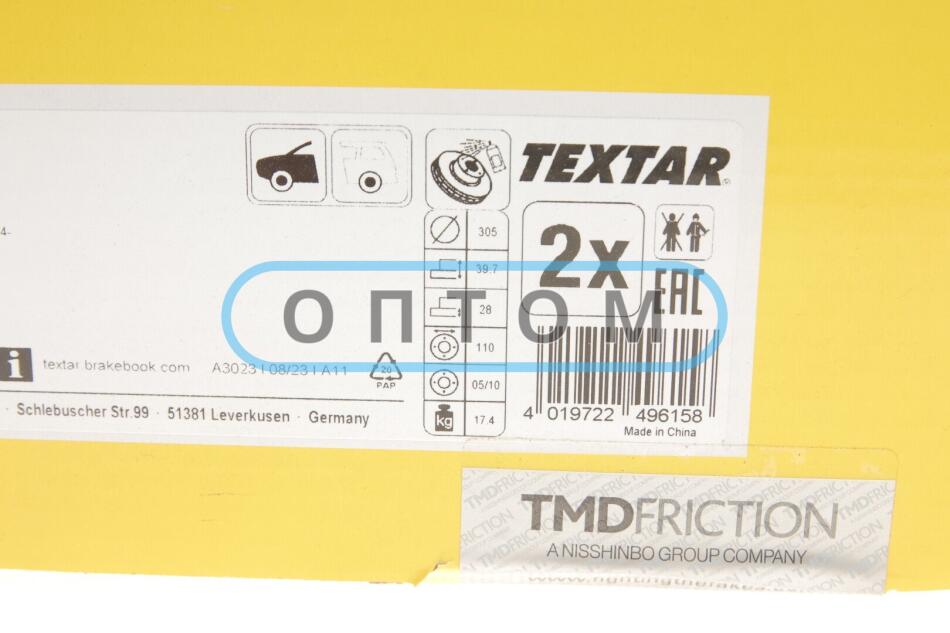 TEXTAR
4-
305
2x
39.7
EAC
ОПТОМ
28
i textar.brakebook.com A3023 | 08/23 | A11
110
20
PAP
05/10
Schlebuscher Str.99 · 51381 Leverkusen · Germany
kg 17.4
4 019722 496158
Made in China
TMDFRICTION
A NISSHINBO GROUP COMPANY